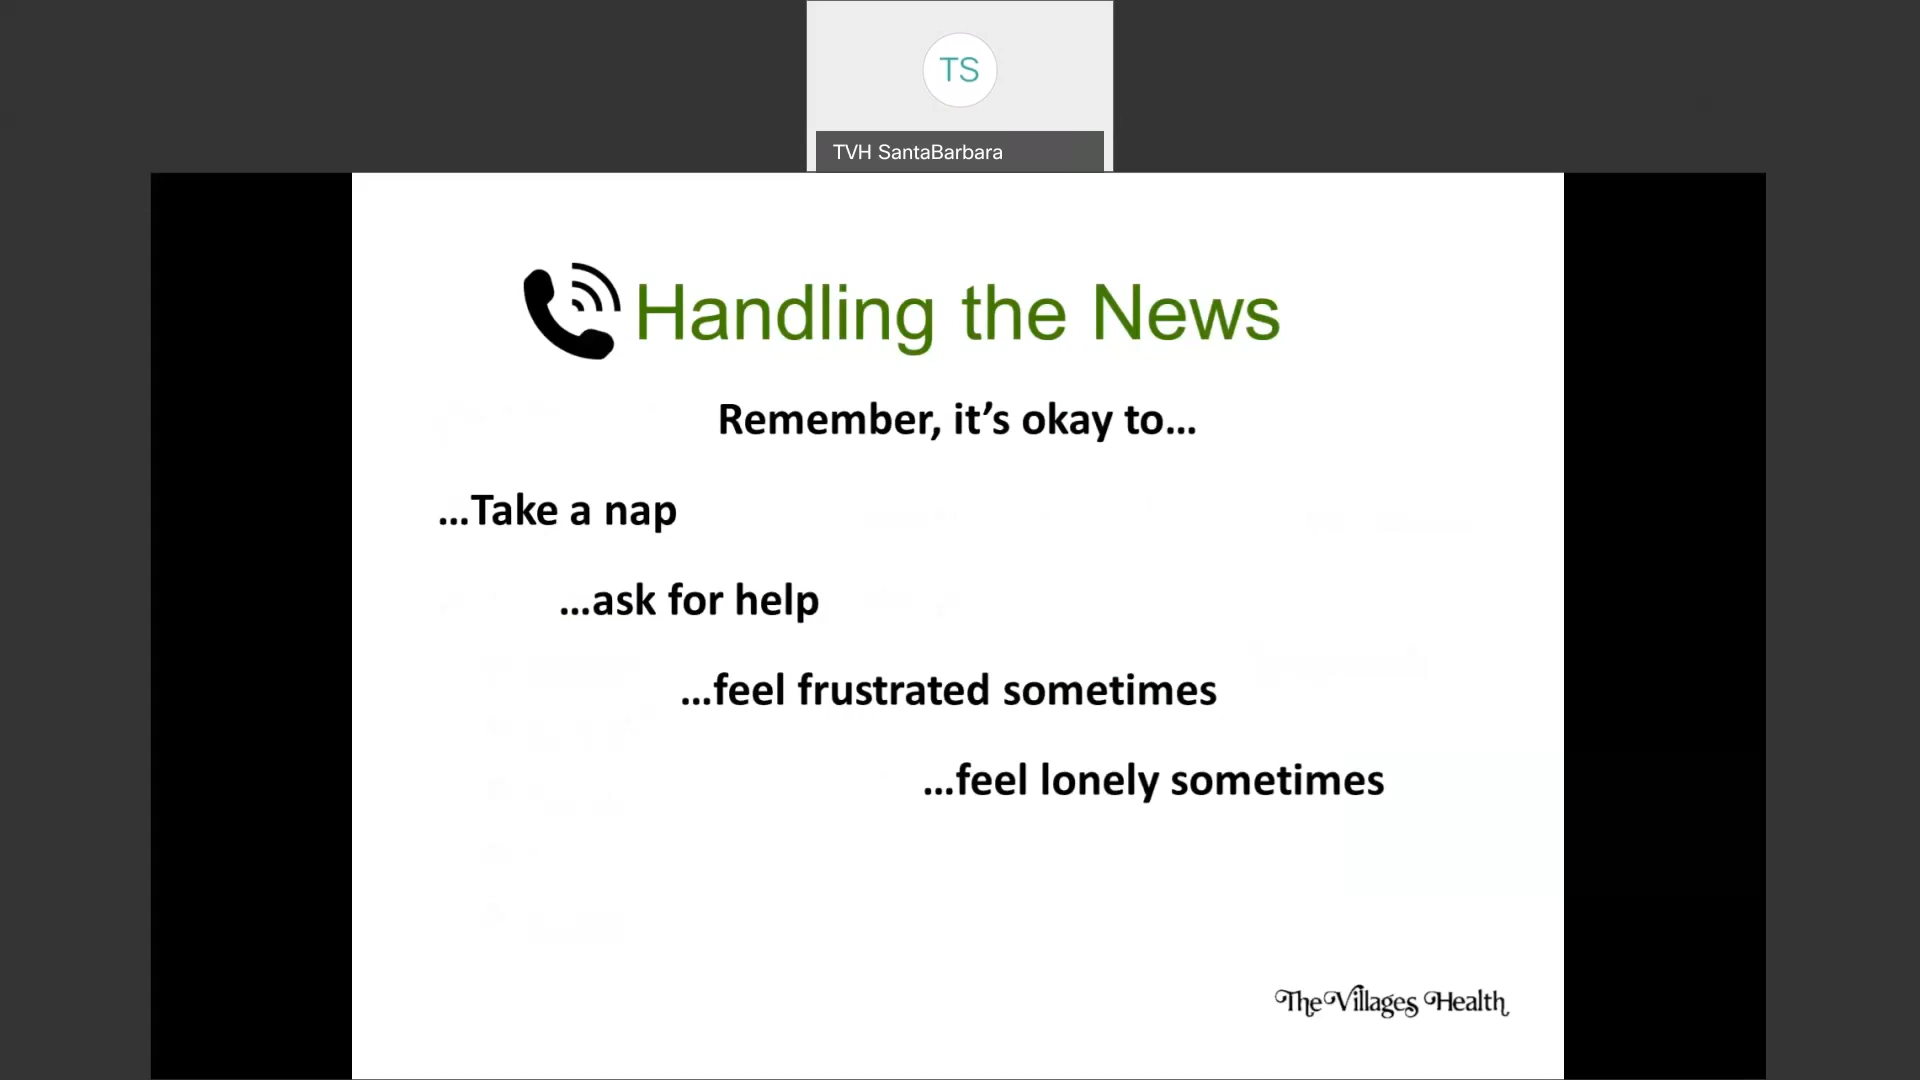 TS
TVH SantaBarbara
Handling the News
Remember, it’s okay to...
...Take a nap
...ask for help
...feel frustrated sometimes
...feel lonely sometimes
The Villages Health